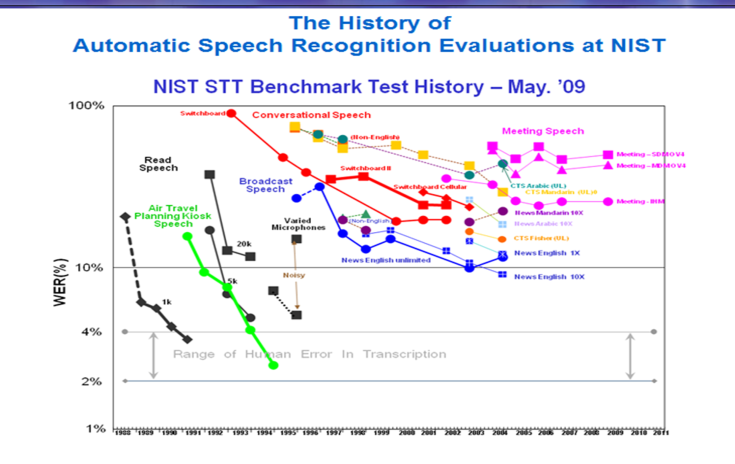 The History of
Automatic Speech Recognition Evaluations at NIST
NIST STT Benchmark Test History – May. '09
100%
Switchboard
Conversational Speech
(Non-English)
Meeting Speech
Meeting – SDM OV4
Meeting – MDM OV4
Read
Speech
Switchboard II
Broadcast
Speech
Switchboard Cellular
CTS Arabic (UL)
CTS Mandarin (UL)4
Meeting - IHM
Air Travel
Planning Kiosk
Speech
Varied
Microphones
(Non-English)
News Mandarin 10X
News Arabic 10X
CTS Fisher (UL)
20k
News English 1X
News English unlimited
10%
Noisy
News English 10X
5k
1k
WER(%)
4%
Range of Human Error In Transcription
2%
1%
1988 1989 1990 1991 1992 1993 1994 1995 1996 1997 1998 1999 2000 2001 2002 2003 2004 2005 2006 2007 2008 2009 2010 2011